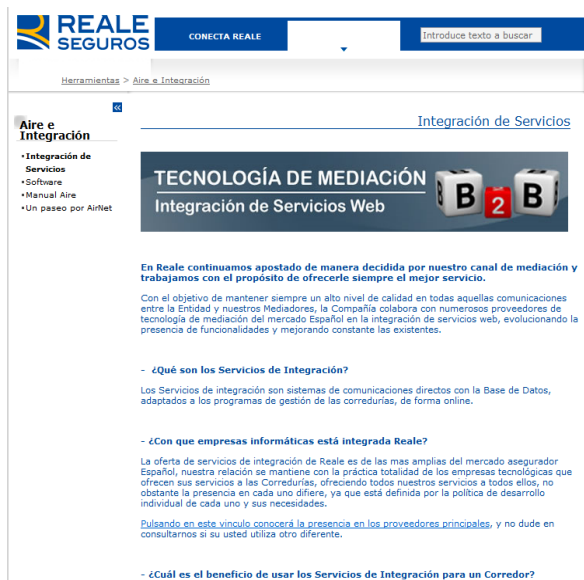 REALE
SEGUROS
CONECTA REALE
Introduce texto a buscar
Herramientas > Aire e Integración
«
Aire e
Integración
•Integración de
Servicios
•Software
•Manual Aire
•Un paseo por AirNet
Integración de Servicios
TECNOLOGÍA DE MEDIACiÓN
Integración de Servicios Web
B 2 B
En Reale continuamos apostado de manera decidida por nuestro canal de mediación y
trabajamos con el propósito de ofrecerle siempre el mejor servicio.
Con el objetivo de mantener siempre un alto nivel de calidad en todas aquellas comunicaciones
entre la Entidad y nuestros Mediadores, la Compañía colabora con numerosos proveedores de
tecnología de mediación del mercado Español en la integración de servicios web, evolucionando la
presencia de funcionalidades y mejorando constante las existentes.
- ¿Qué son los Servicios de Integración?
Los Servicios de integración son sistemas de comunicaciones directos con la Base de Datos,
adaptados a los programas de gestión de las corredurías, de forma online.
- ¿Con que empresas informáticas está integrada Reale?
La oferta de servicios de integración de Reale es de las mas amplias del mercado asegurador
Español, nuestra relación se mantiene con la práctica totalidad de los empresas tecnológicas que
ofrecen sus servicios a las Corredurías, ofreciendo todos nuestros servicios a todos ellos, no
obstante la presencia en cada uno difiere, ya que está definida por la política de desarrollo
individual de cada uno y sus necesidades.
Pulsando en este vinculo conocerá la presencia en los proveedores principales, y no dude en
consultarnos si su usted utiliza otro diferente.
- ¿Cuál es el beneficio de usar los Servicios de Integración para un Corredor?